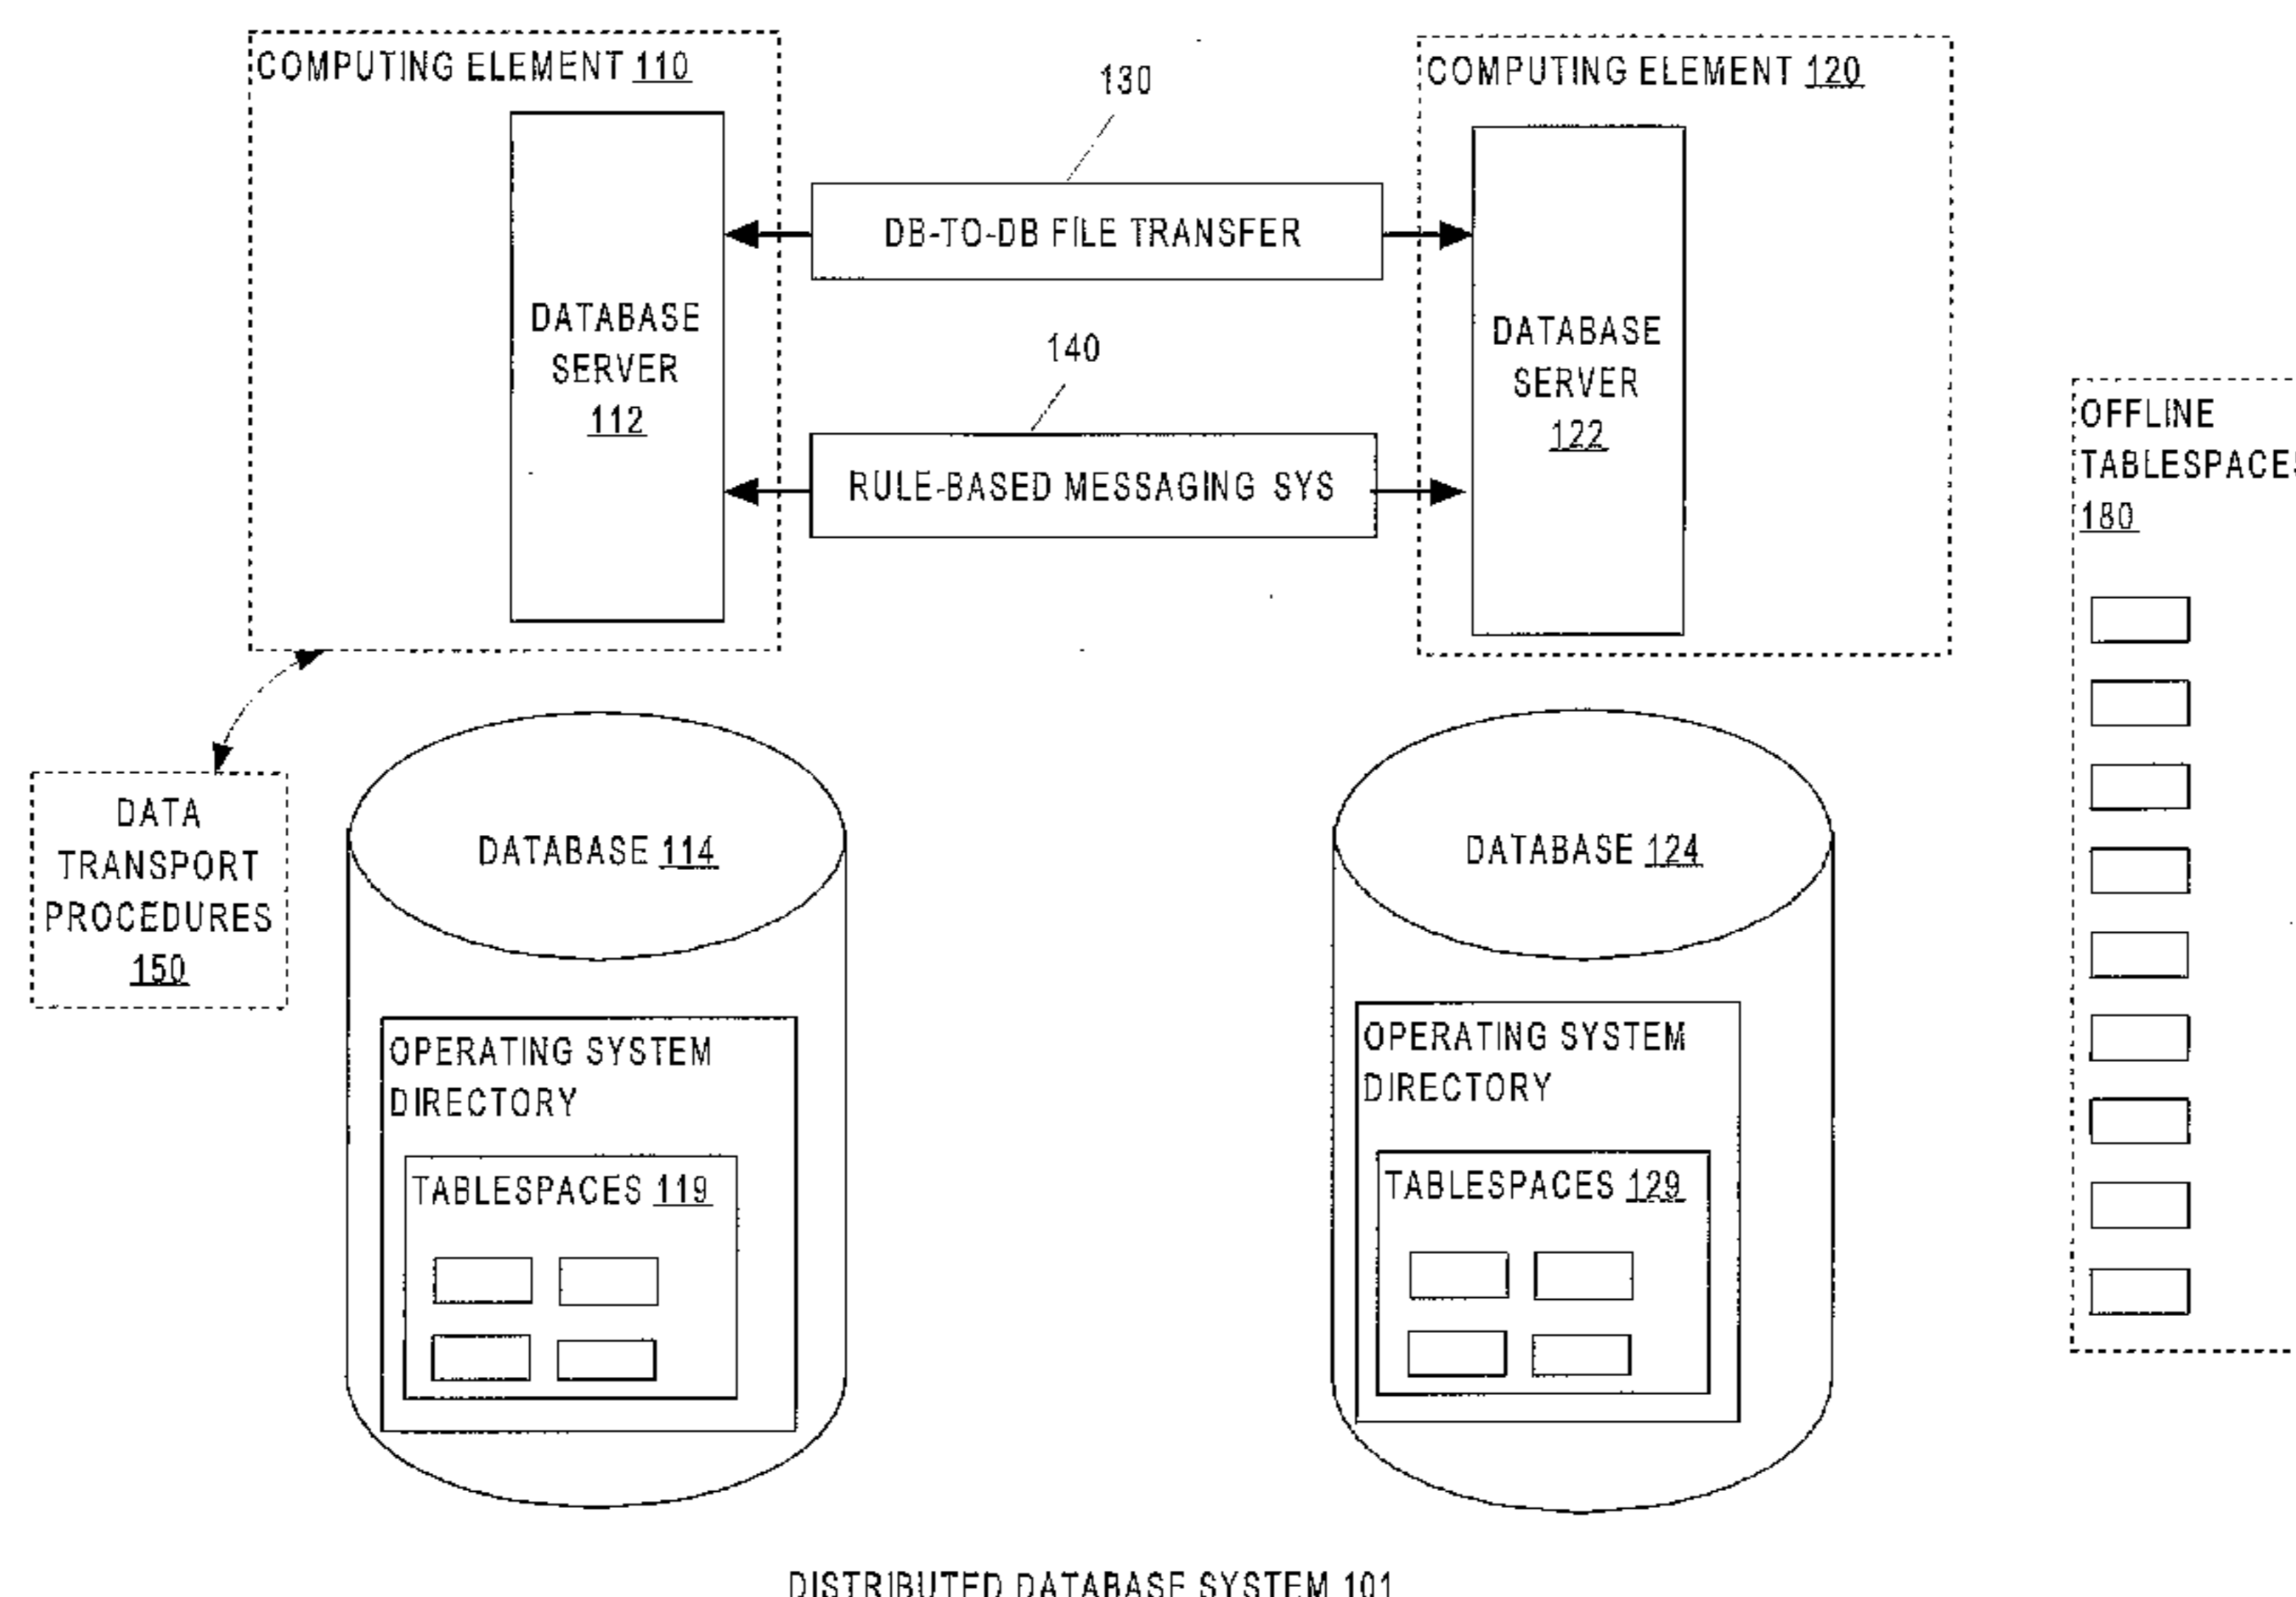 COMPUTING ELEMENT 110
DATABASE
SERVER
112
130
DB-TO-DB FILE TRANSFER
140
RULE-BASED MESSAGING SYS
COMPUTING ELEMENT 120
DATABASE
SERVER
122
OFFLINE
TABLESPACES
180
DATA
TRANSPORT
PROCEDURES
150
DATABASE 114
OPERATING SYSTEM
DIRECTORY
TABLESPACES 119
DATABASE 124
OPERATING SYSTEM
DIRECTORY
TABLESPACES 129
DISTRIBUTED DATABASE SYSTEM 101